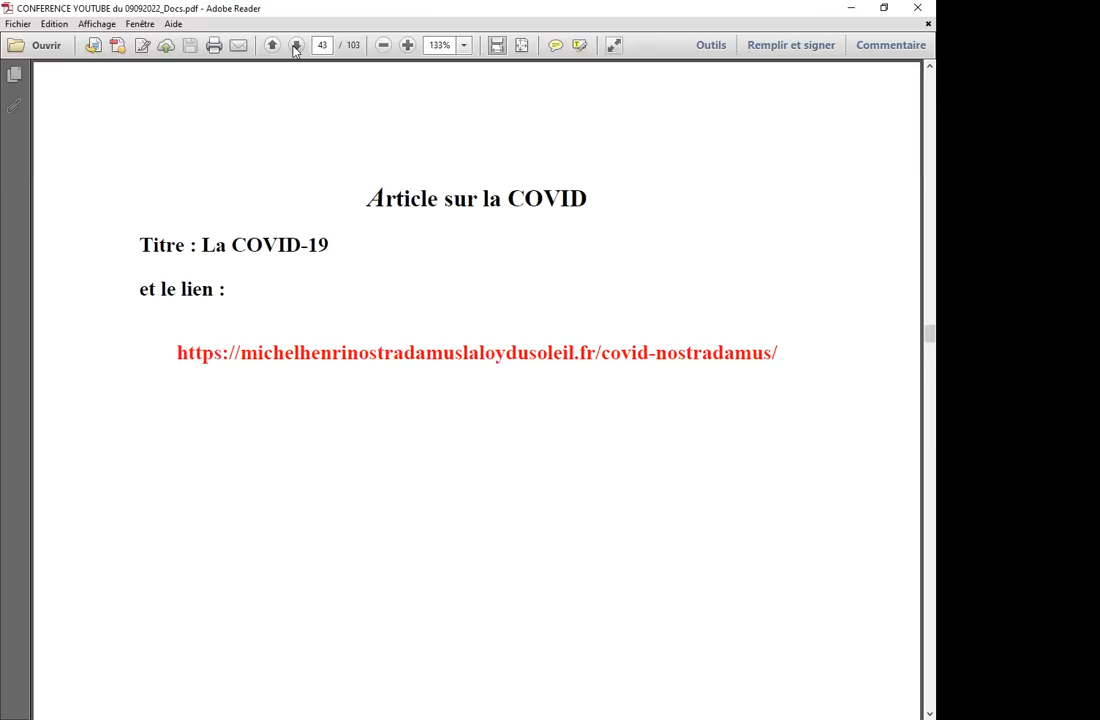 CONFERENCE YOUTUBE du 09092022_Docs.pdf - Adobe Reader
Fichier Edition Affichage Fenêtre Aide
Ouvrir 43 / 103 133% Outils Remplir et signer Commentaire
Article sur la COVID
Titre : La COVID-19
et le lien :
https://michelhenrinostradamuslaloydusoleil.fr/covid-nostradamus/